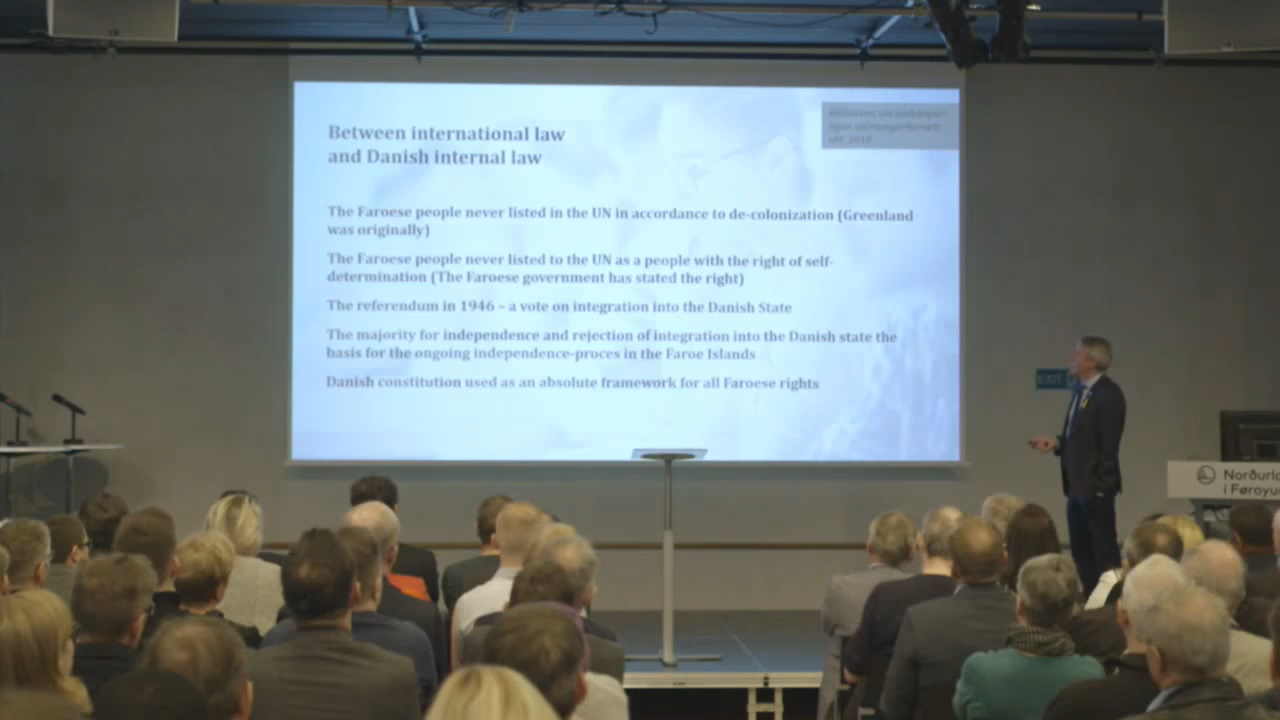 Between international law
and Danish internal law
The Faroese people never listed in the UN in accordance to de-colonization (Greenland
was originally)
The Faroese people never listed to the UN as a people with the right of self-
determination (The Faroese government has stated the right)
The referendum in 1946 – a vote on integration into the Danish State
The majority for independence and rejection of integration into the Danish state the
basis for the ongoing independence-proces in the Faroe Islands
Danish constitution used as an absolute framework for all Faroese rights
EXIT
i Føroyu